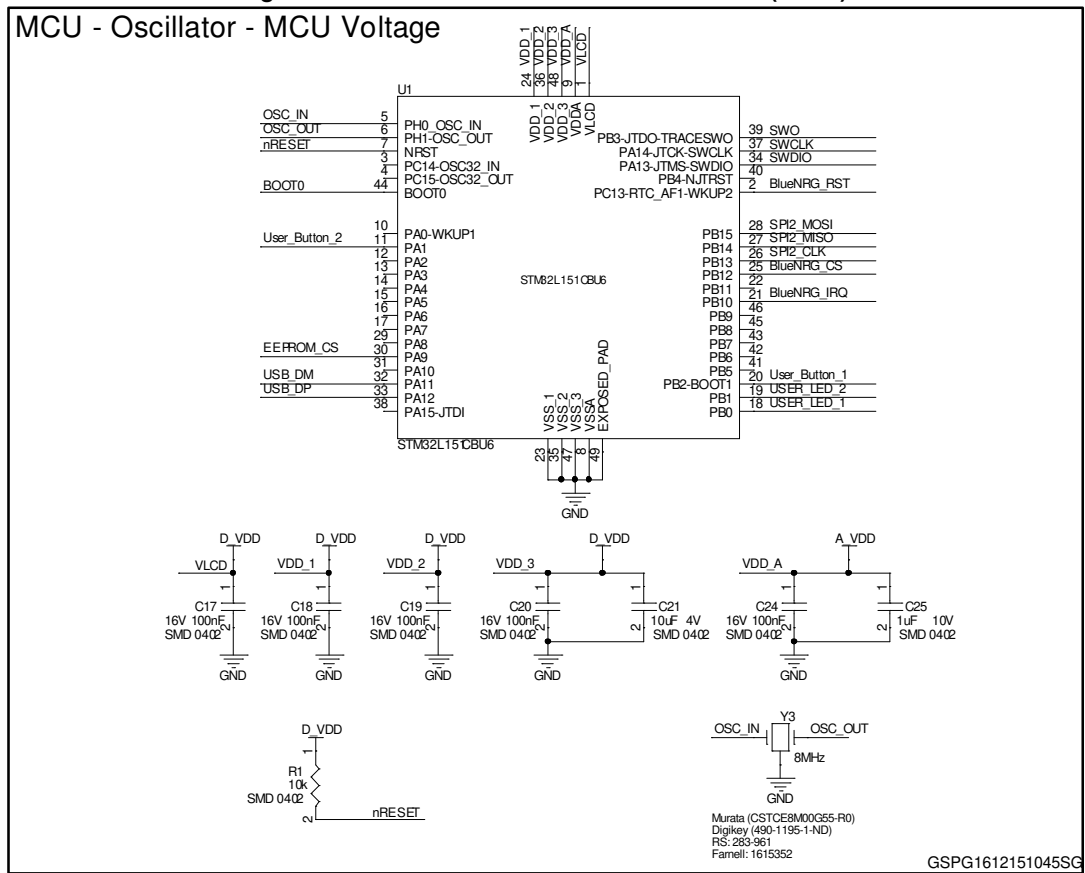 MCU - Oscillator - MCU Voltage
24 VDD_1
36 VDD_2
48 VDD_3
9 VDD_A
1 VLCD
U1
VDD_1
VDD_2
VDD_3
VDDA
VLCD
OSC_IN 5 PH0_OSC_IN
OSC_OUT 6 PH1-OSC_OUT
nRESET 7 NRST
3 PC14-OSC32_IN
4 PC15-OSC32_OUT
BOOT0 44 BOOT0
10 PA0-WKUP1
User_Button_2 11 PA1
12 PA2
13 PA3
14 PA4
15 PA5
16 PA6
17 PA7
29 PA8
EEPROM_CS 30 PA9
31 PA10
USB_DM 32 PA11
USB_DP 33 PA12
38 PA15-JTDI
STM32L151CBU6
PB3-JTDO-TRACESWO 39 SWO
PA14-JTCK-SWCLK 37 SWCLK
PA13-JTMS-SWDIO 34 SWDIO
PB4-NJTRST 40
PC13-RTC_AF1-WKUP2 2 BlueNRG_RST
PB15 28 SPI2_MOSI
PB14 27 SPI2_MISO
PB13 26 SPI2_CLK
PB12 25 BlueNRG_CS
PB11 22
PB10 21 BlueNRG_IRQ
PB9 46
PB8 45
PB7 43
PB6 42
PB5 41
PB2-BOOT1 20 User_Button_1
PB1 19 USER_LED_2
PB0 18 USER_LED_1
VSS_1
VSS_2
VSS_3
VSSA
EXPOSED_PAD
STM32L151CBU6
23
35
47
8
49
GND
D_VDD
VLCD
1
C17
16V 100nF
2
SMD 0402
GND
D_VDD
VDD_1
1
C18
16V 100nF
2
SMD 0402
GND
D_VDD
VDD_2
1
C19
16V 100nF
2
SMD 0402
GND
D_VDD
VDD_3
1
C20
16V 100nF
2
SMD 0402
1
C21
10uF 4V
2
SMD 0402
GND
A_VDD
VDD_A
1
C24
16V 100nF
2
SMD 0402
1
C25
1uF 10V
2
SMD 0402
GND
D_VDD
1
R1
10k
SMD 0402
2
nRESET
Y3
OSC_IN
OSC_OUT
8MHz
GND
Murata (CSTCE8M00G55-R0)
Digikey (490-1195-1-ND)
RS: 283-961
Farnell: 1615352
GSPG1612151045SG